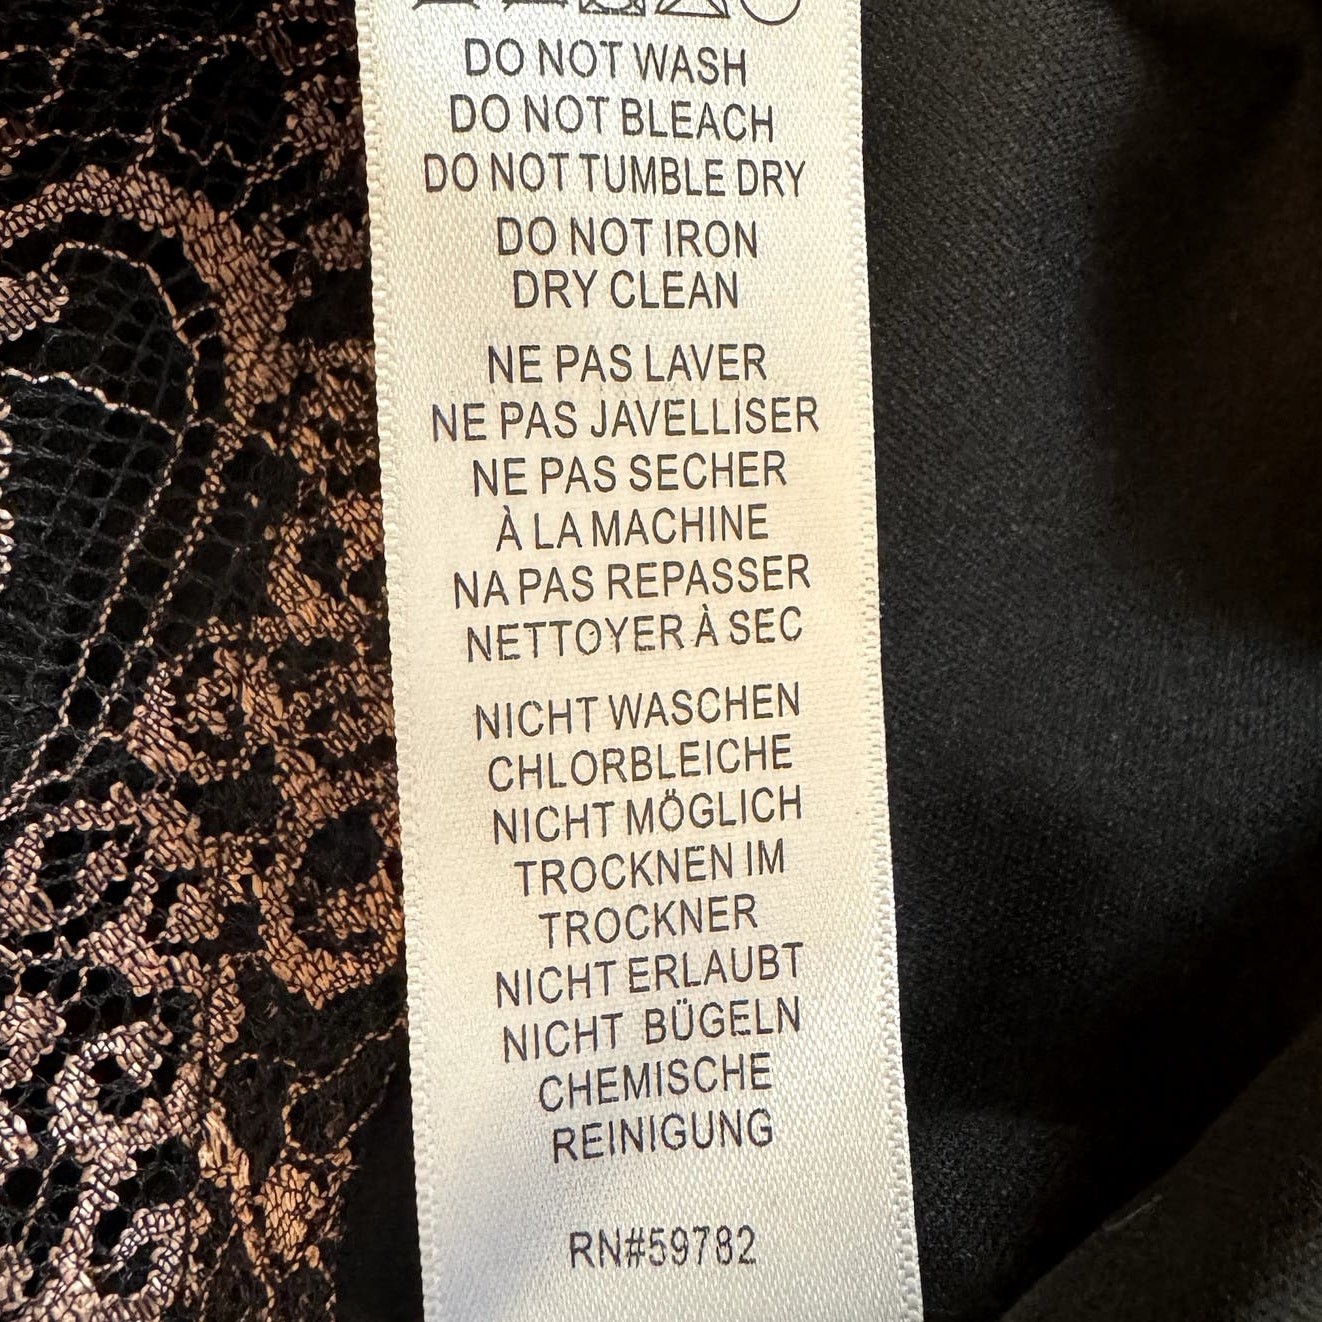 DO NOT WASH
DO NOT BLEACH
DO NOT TUMBLE DRY
DO NOT IRON
DRY CLEAN
NE PAS LAVER
NE PAS JAVELLISER
NE PAS SECHER
À LA MACHINE
NA PAS REPASSER
NETTOYER À SEC
NICHT WASCHEN
CHLORBLEICHE
NICHT MÖGLICH
TROCKNEN IM
TROCKNER
NICHT ERLAUBT
NICHT BÜGELN
CHEMISCHE
REINIGUNG
RN#59782